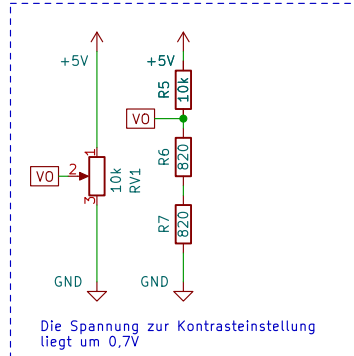 +5V
+5V
R5
10k
VO
1
R6
820
VO
2
10k
RV1
3
R7
820
GND
GND
Die Spannung zur Kontrasteinstellung
liegt um 0,7V